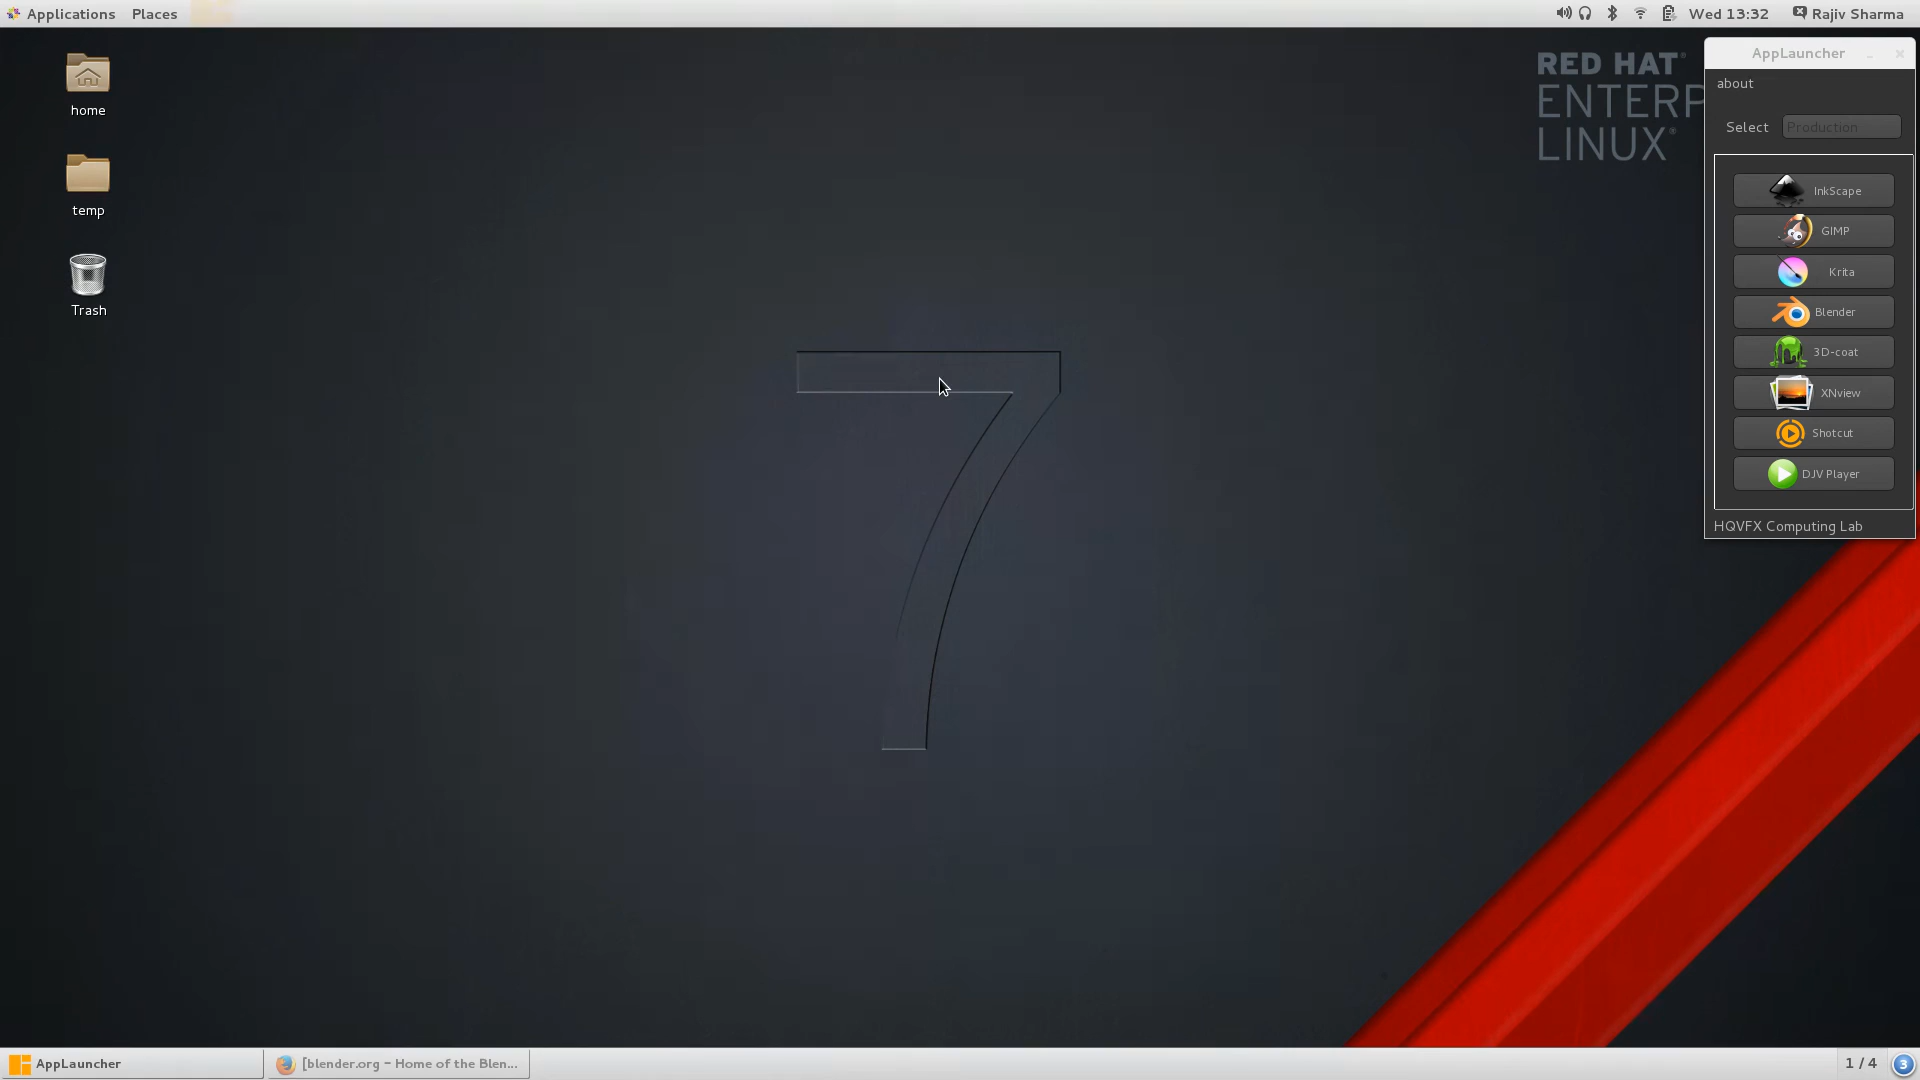 Applications Places
Wed 13:32 Rajiv Sharma
home
temp
Trash
RED HAT®
ENTERP
LINUX®
7
AppLauncher
about
Select Production
InkScape
GIMP
Krita
Blender
3D-coat
XNview
Shotcut
DJV Player
HQVFX Computing Lab
AppLauncher
[blender.org - Home of the Blen...
1 / 4
3